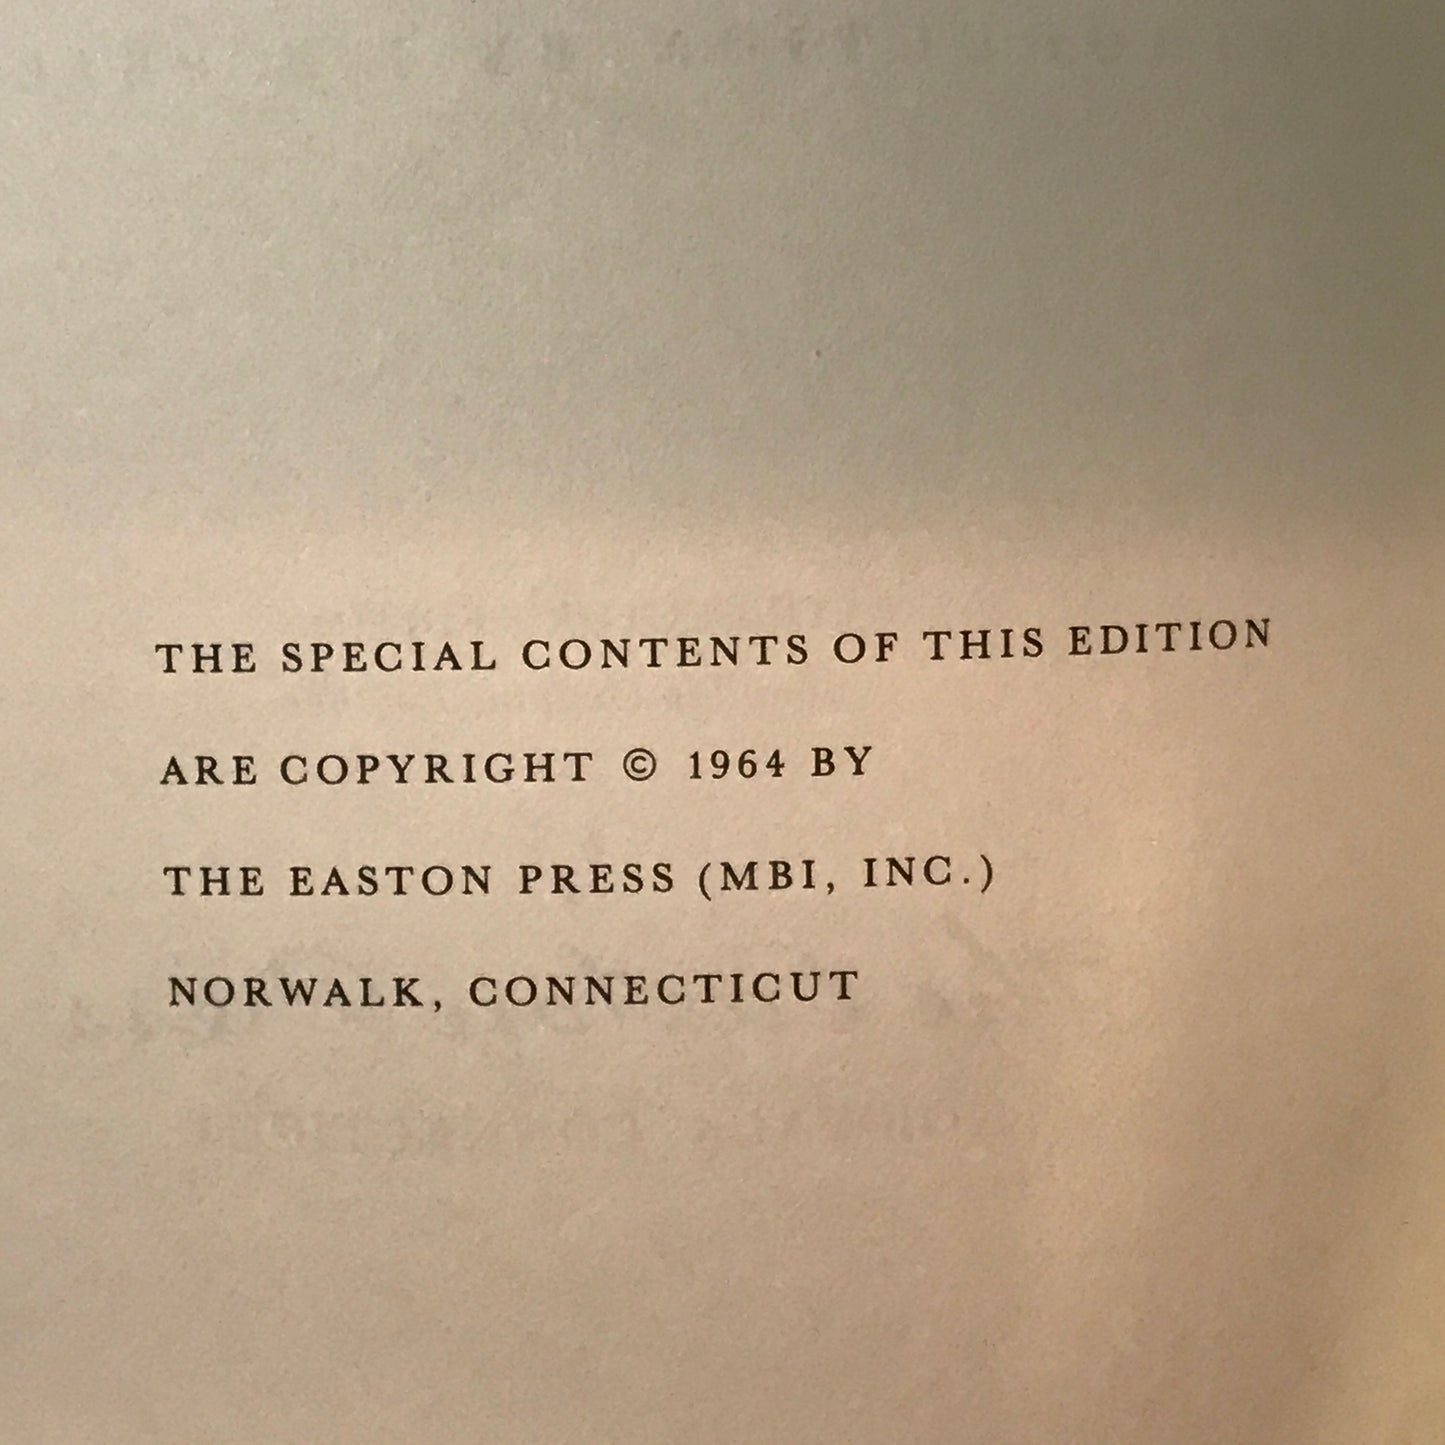 THE SPECIAL CONTENTS OF THIS EDITION
ARE COPYRIGHT © 1964 BY
THE EASTON PRESS (MBI, INC.)
NORWALK, CONNECTICUT